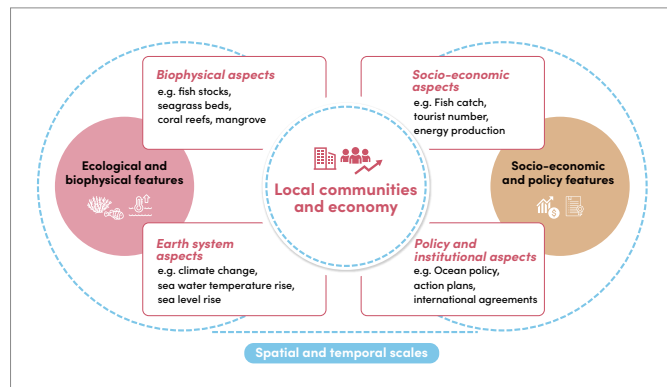 Biophysical aspects
e.g. fish stocks,
seagrass beds,
coral reefs, mangrove
Socio-economic
aspects
e.g. Fish catch,
tourist number,
energy production
Ecological and
biophysical features
Local communities
and economy
Socio-economic
and policy features
Earth system
aspects
e.g. climate change,
sea water temperature rise,
sea level rise
Policy and
institutional aspects
e.g. Ocean policy,
action plans,
international agreements
Spatial and temporal scales